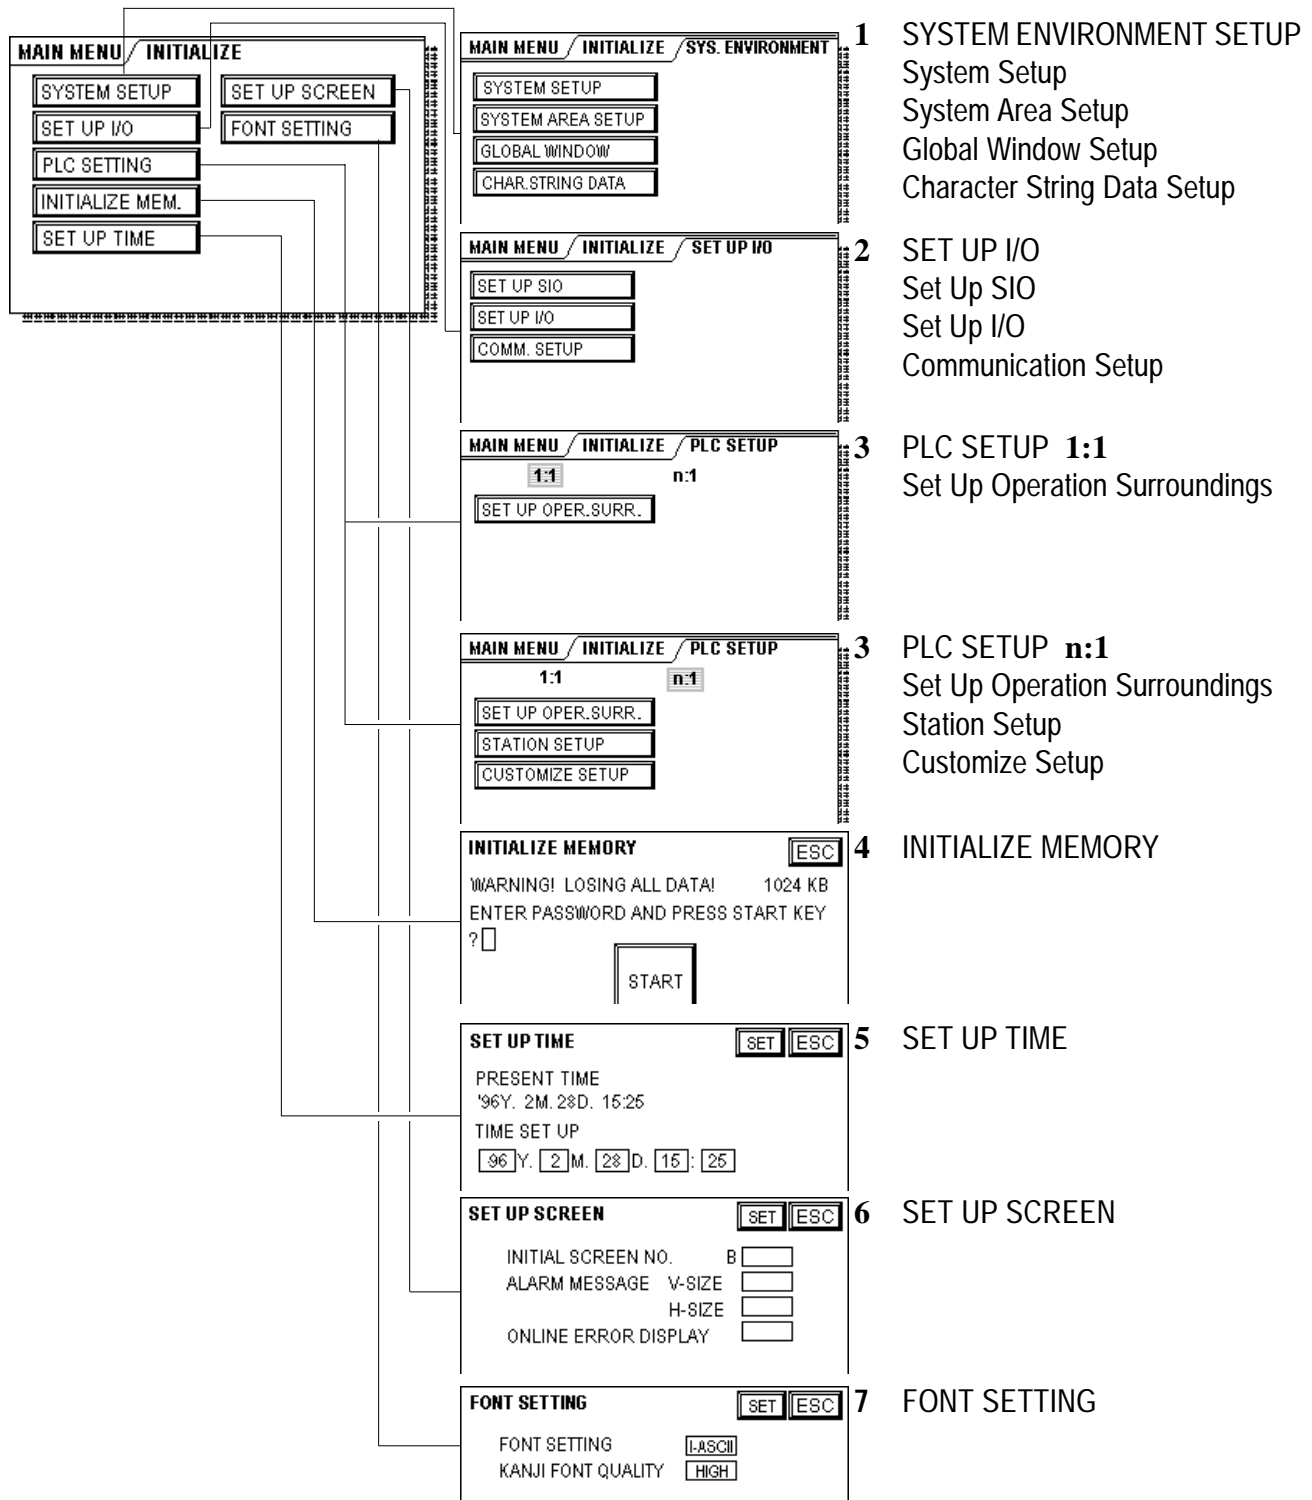 MAIN MENU / INITIALIZE
SYSTEM SETUP
SET UP SCREEN
SET UP I/O
FONT SETTING
PLC SETTING
INITIALIZE MEM.
SET UP TIME
MAIN MENU / INITIALIZE / SYS. ENVIRONMENT
SYSTEM SETUP
SYSTEM AREA SETUP
GLOBAL WINDOW
CHAR.STRING DATA
1 SYSTEM ENVIRONMENT SETUP
System Setup
System Area Setup
Global Window Setup
Character String Data Setup
MAIN MENU / INITIALIZE / SET UP I/O
SET UP SIO
SET UP I/O
COMM. SETUP
2 SET UP I/O
Set Up SIO
Set Up I/O
Communication Setup
MAIN MENU / INITIALIZE / PLC SETUP
1:1 n:1
SET UP OPER.SURR.
3 PLC SETUP 1:1
Set Up Operation Surroundings
MAIN MENU / INITIALIZE / PLC SETUP
1:1 n:1
SET UP OPER.SURR.
STATION SETUP
CUSTOMIZE SETUP
3 PLC SETUP n:1
Set Up Operation Surroundings
Station Setup
Customize Setup
INITIALIZE MEMORY ESC
WARNING! LOSING ALL DATA! 1024 KB
ENTER PASSWORD AND PRESS START KEY
?
START
4 INITIALIZE MEMORY
SET UP TIME SET ESC
PRESENT TIME
'96Y. 2M. 28D. 15:25
TIME SET UP
96 Y. 2 M. 28 D. 15 : 25
5 SET UP TIME
SET UP SCREEN SET ESC
INITIAL SCREEN NO. B
ALARM MESSAGE V-SIZE
H-SIZE
ONLINE ERROR DISPLAY
6 SET UP SCREEN
FONT SETTING SET ESC
FONT SETTING I-ASCII
KANJI FONT QUALITY HIGH
7 FONT SETTING